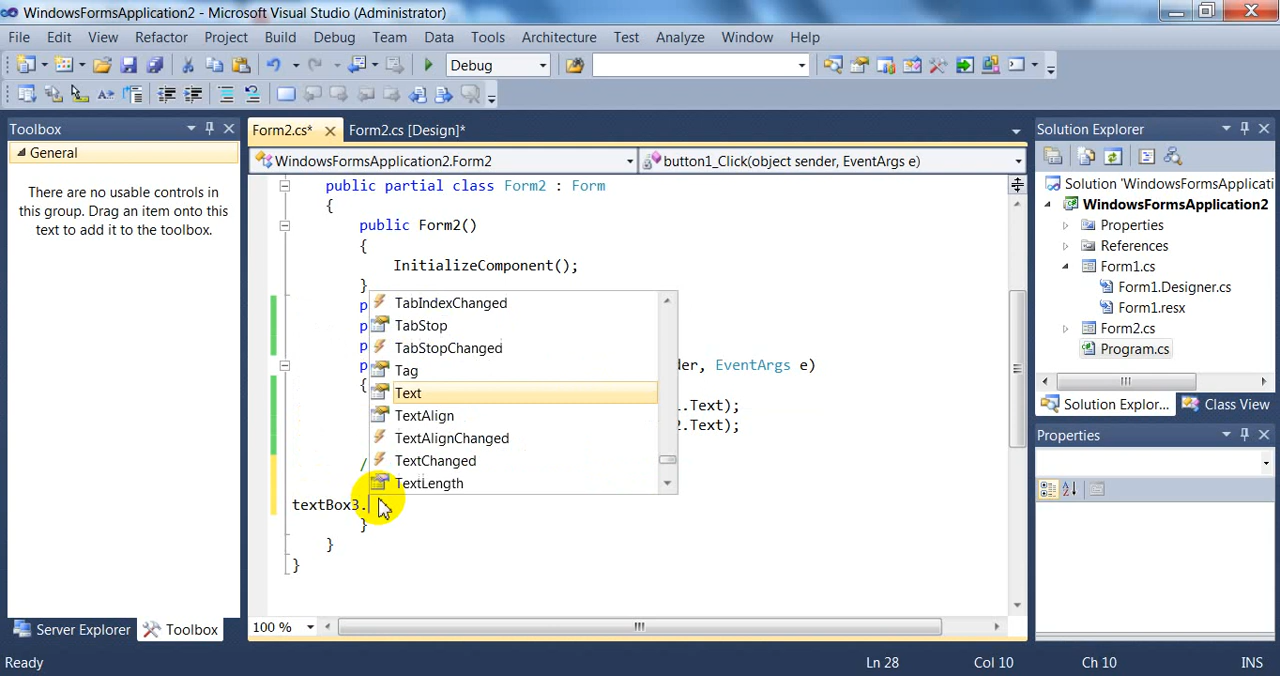 WindowsFormsApplication2 - Microsoft Visual Studio (Administrator)
File Edit View Refactor Project Build Debug Team Data Tools Architecture Test Analyze Window Help
Debug
Toolbox
General
There are no usable controls in
this group. Drag an item onto this
text to add it to the toolbox.
Server Explorer Toolbox
Form2.cs* Form2.cs [Design]*
WindowsFormsApplication2.Form2 button1_Click(object sender, EventArgs e)
public partial class Form2 : Form
{
public Form2()
{
InitializeComponent();
}
p
p
p
p der, EventArgs e)
{
1.Text);
2.Text);
/
textBox3.
}
}
}
TabIndexChanged
TabStop
TabStopChanged
Tag
Text
TextAlign
TextAlignChanged
TextChanged
TextLength
100 %
Solution Explorer
Solution 'WindowsFormsApplicati
WindowsFormsApplication2
Properties
References
Form1.cs
Form1.Designer.cs
Form1.resx
Form2.cs
Program.cs
Solution Explor... Class View
Properties
Ready Ln 28 Col 10 Ch 10 INS